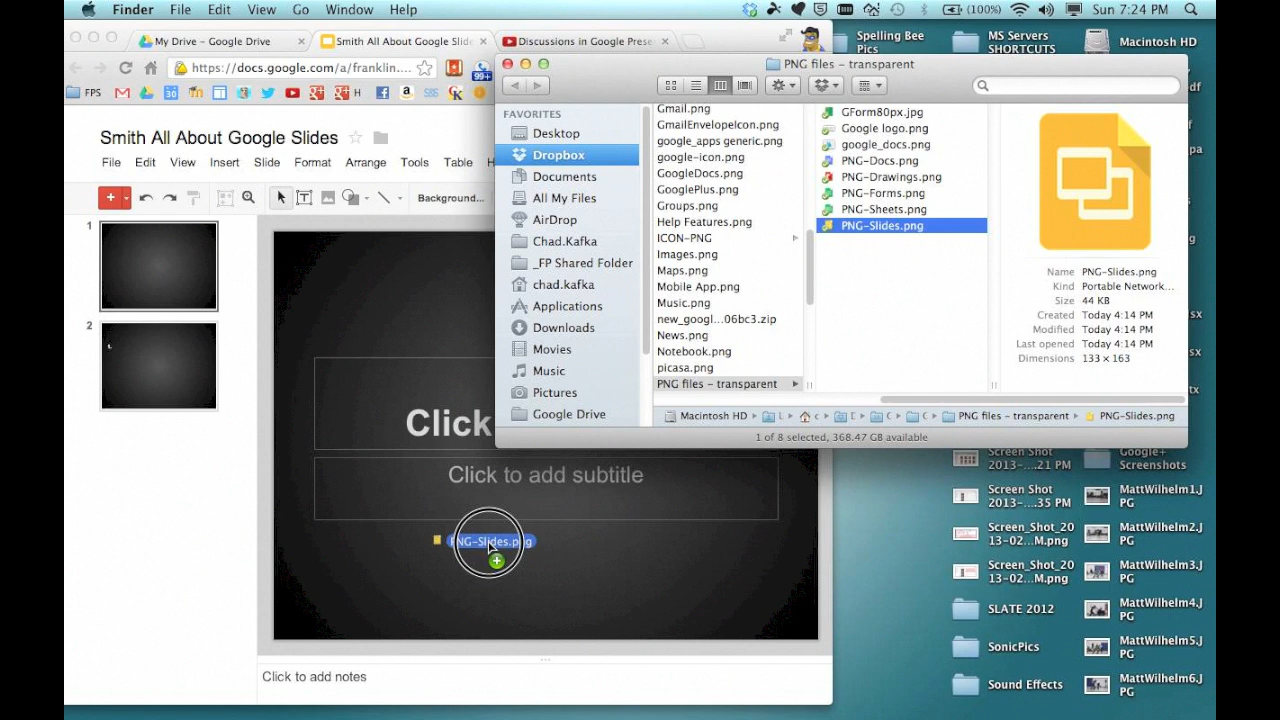 Finder File Edit View Go Window Help
(100%) Sun 7:24 PM
My Drive – Google Drive
Smith All About Google Slide
Discussions in Google Prese
https://docs.google.com/a/franklin....
99+
FPS
H
Smith All About Google Slides
File Edit View Insert Slide Format Arrange Tools Table H
Background...
1
2
Click
Click to add subtitle
PNG-Slides.png
Click to add notes
PNG files – transparent
FAVORITES
Desktop
Dropbox
Documents
All My Files
AirDrop
Chad.Kafka
_FP Shared Folder
chad.kafka
Applications
Downloads
Movies
Music
Pictures
Google Drive
Gmail.png
GmailEnvelopeIcon.png
google_apps generic.png
google-icon.png
GoogleDocs.png
GooglePlus.png
Groups.png
Help Features.png
ICON-PNG
Images.png
Maps.png
Mobile App.png
Music.png
new_googl...06bc3.zip
News.png
Notebook.png
picasa.png
PNG files – transparent
GForm80px.jpg
Google logo.png
google_docs.png
PNG-Docs.png
PNG-Drawings.png
PNG-Forms.png
PNG-Sheets.png
PNG-Slides.png
Name PNG-Slides.png
Kind Portable Network...
Size 44 KB
Created Today 4:14 PM
Modified Today 4:14 PM
Last opened Today 4:14 PM
Dimensions 133 × 163
Macintosh HD PNG files – transparent PNG-Slides.png
1 of 8 selected, 368.47 GB available
Spelling Bee
Pics
MS Servers
SHORTCUTS
Macintosh HD
Screen Shot
2013-....21 PM
Google+
Screenshots
Screen Shot
2013-....35 PM
MattWilhelm1.J
PG
Screen_Shot_20
13-02...M.png
MattWilhelm2.J
PG
Screen_Shot_20
13-02...M.png
MattWilhelm3.J
PG
SLATE 2012
MattWilhelm4.J
PG
SonicPics
MattWilhelm5.J
PG
Sound Effects
MattWilhelm6.J
PG